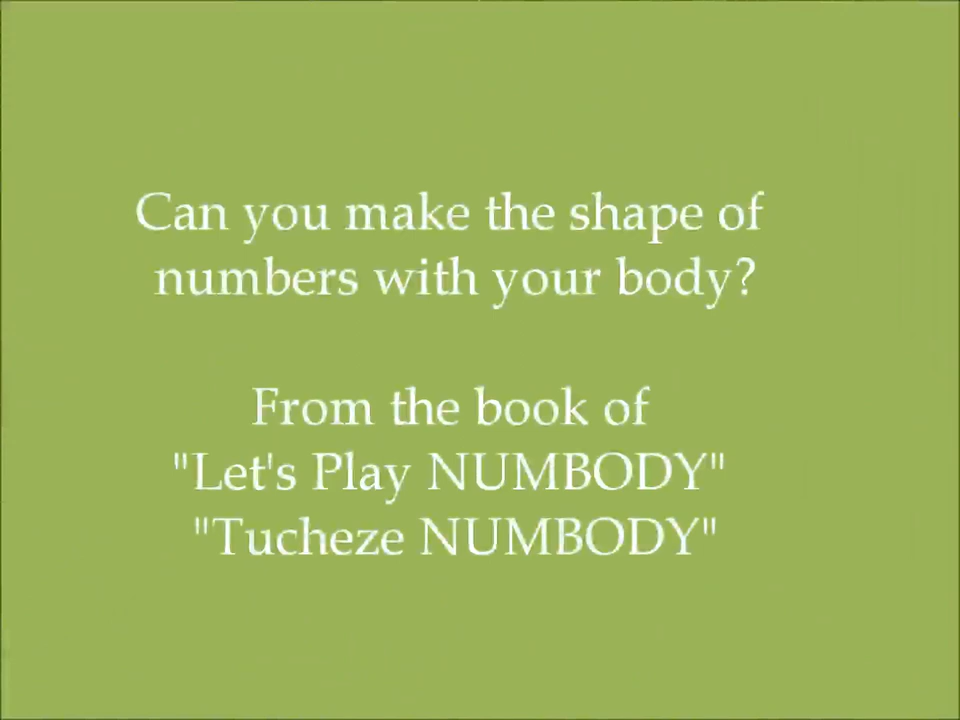 Can you make the shape of
numbers with your body?
From the book of
"Let's Play NUMBODY"
"Tucheze NUMBODY"